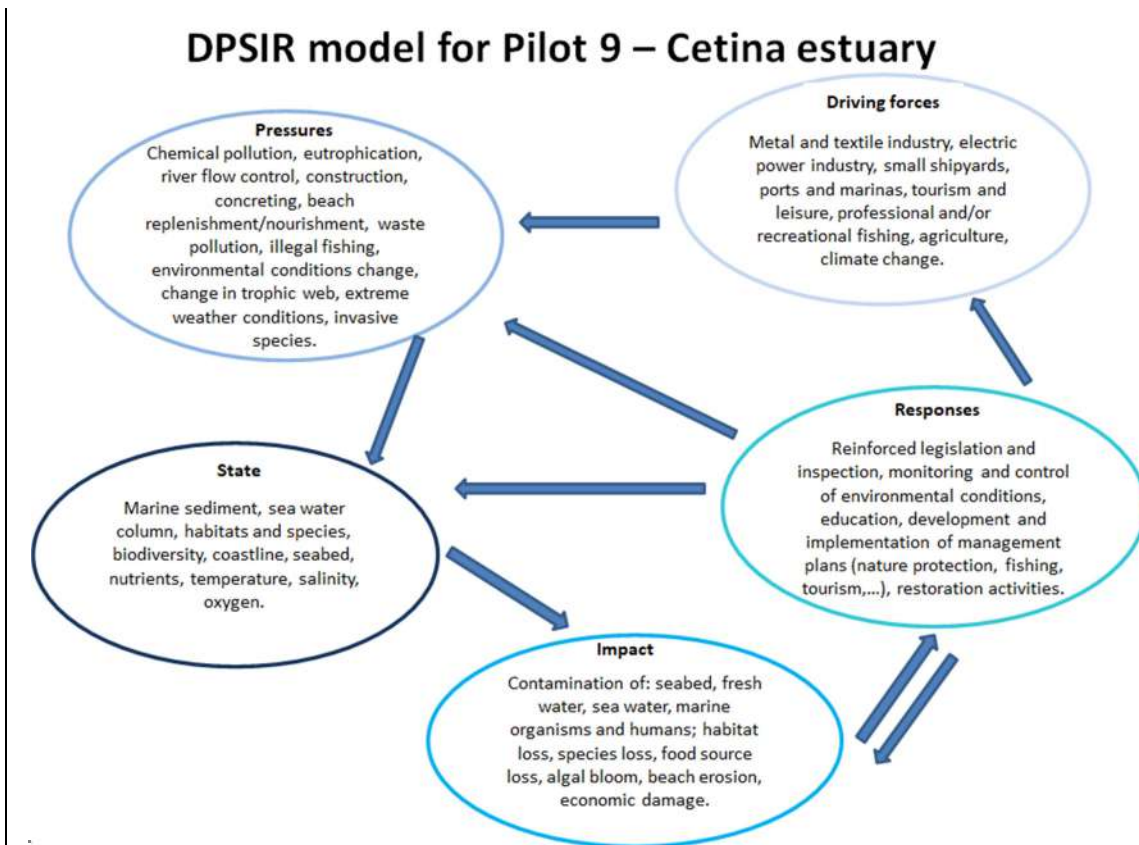 DPSIR model for Pilot 9 – Cetina estuary
Pressures
Chemical pollution, eutrophication,
river flow control, construction,
concreting, beach
replenishment/nourishment, waste
pollution, illegal fishing,
environmental conditions change,
change in trophic web, extreme
weather conditions, invasive
species.
Driving forces
Metal and textile industry, electric
power industry, small shipyards,
ports and marinas, tourism and
leisure, professional and/or
recreational fishing, agriculture,
climate change.
State
Marine sediment, sea water
column, habitats and species,
biodiversity, coastline, seabed,
nutrients, temperature, salinity,
oxygen.
Responses
Reinforced legislation and
inspection, monitoring and control
of environmental conditions,
education, development and
implementation of management
plans (nature protection, fishing,
tourism,...), restoration activities.
Impact
Contamination of: seabed, fresh
water, sea water, marine
organisms and humans; habitat
loss, species loss, food source
loss, algal bloom, beach erosion,
economic damage.